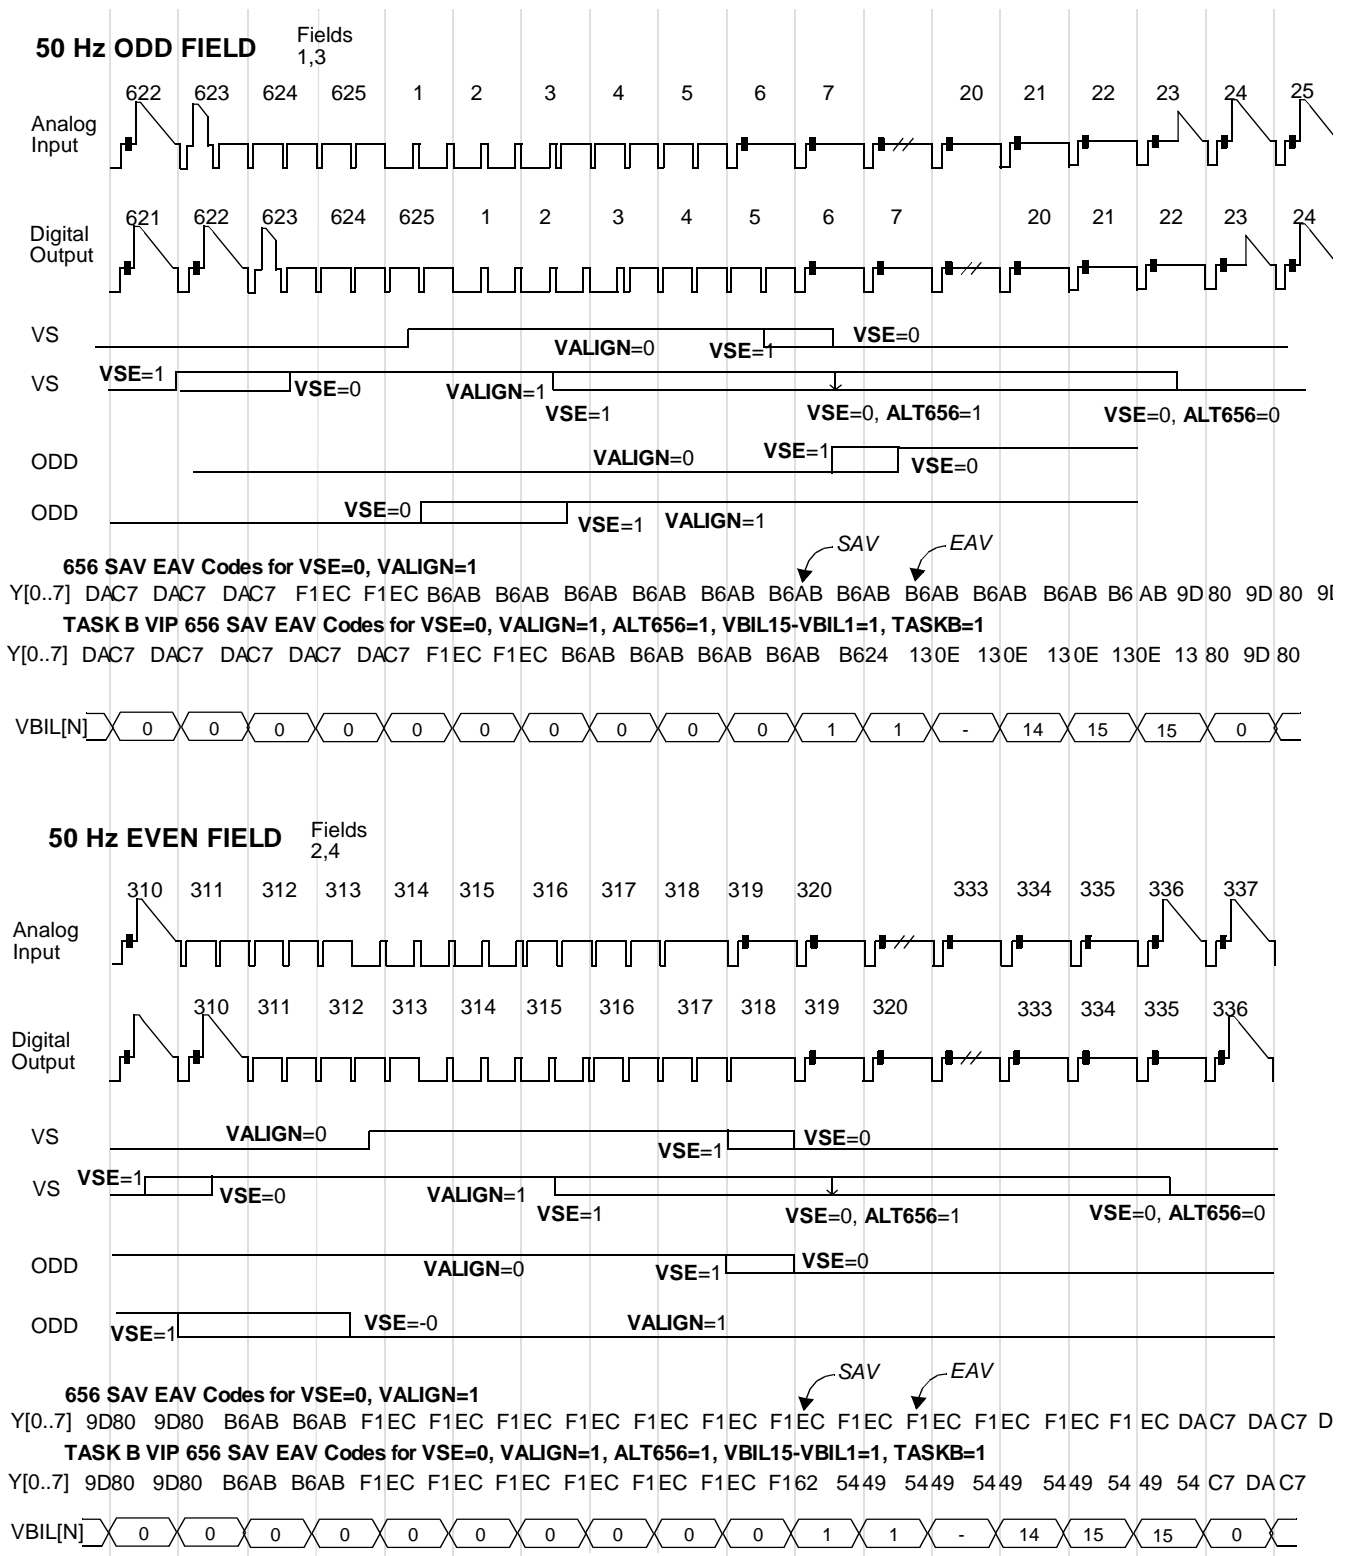 50 Hz ODD FIELD
Fields
1,3
622 623 624 625 1 2 3 4 5 6 7 20 21 22 23 24 25
Analog
Input
621 622 623 624 625 1 2 3 4 5 6 7 20 21 22 23 24
Digital
Output
VS
VALIGN=0 VSE=1 VSE=0
VS
VSE=1 VSE=0 VALIGN=1 VSE=1 VSE=0, ALT656=1 VSE=0, ALT656=0
ODD
VALIGN=0 VSE=1 VSE=0
ODD
VSE=0 VSE=1 VALIGN=1
SAV EAV
656 SAV EAV Codes for VSE=0, VALIGN=1
Y[0..7] DAC7 DAC7 DAC7 F1EC F1EC B6AB B6AB B6AB B6AB B6AB B6AB B6AB B6AB B6AB B6AB B6 AB 9D 80 9D 80 9D
TASK B VIP 656 SAV EAV Codes for VSE=0, VALIGN=1, ALT656=1, VBIL15-VBIL1=1, TASKB=1
Y[0..7] DAC7 DAC7 DAC7 DAC7 DAC7 F1EC F1EC B6AB B6AB B6AB B6AB B624 130E 130E 130E 130E 13 80 9D 80
VBIL[N] 0 0 0 0 0 0 0 0 0 0 1 1 - 14 15 15 0
50 Hz EVEN FIELD
Fields
2,4
310 311 312 313 314 315 316 317 318 319 320 333 334 335 336 337
Analog
Input
310 311 312 313 314 315 316 317 318 319 320 333 334 335 336
Digital
Output
VS
VALIGN=0 VSE=1 VSE=0
VS
VSE=1 VSE=0 VALIGN=1 VSE=1 VSE=0, ALT656=1 VSE=0, ALT656=0
ODD
VALIGN=0 VSE=1 VSE=0
ODD
VSE=1 VSE=-0 VALIGN=1
SAV EAV
656 SAV EAV Codes for VSE=0, VALIGN=1
Y[0..7] 9D80 9D80 B6AB B6AB F1EC F1EC F1EC F1EC F1EC F1EC F1EC F1EC F1EC F1EC F1EC F1 EC DA C7 DA C7 D
TASK B VIP 656 SAV EAV Codes for VSE=0, VALIGN=1, ALT656=1, VBIL15-VBIL1=1, TASKB=1
Y[0..7] 9D80 9D80 B6AB B6AB F1EC F1EC F1EC F1EC F1EC F1EC F162 5449 5449 5449 5449 54 49 54 C7 DA C7
VBIL[N] 0 0 0 0 0 0 0 0 0 0 1 1 - 14 15 15 0